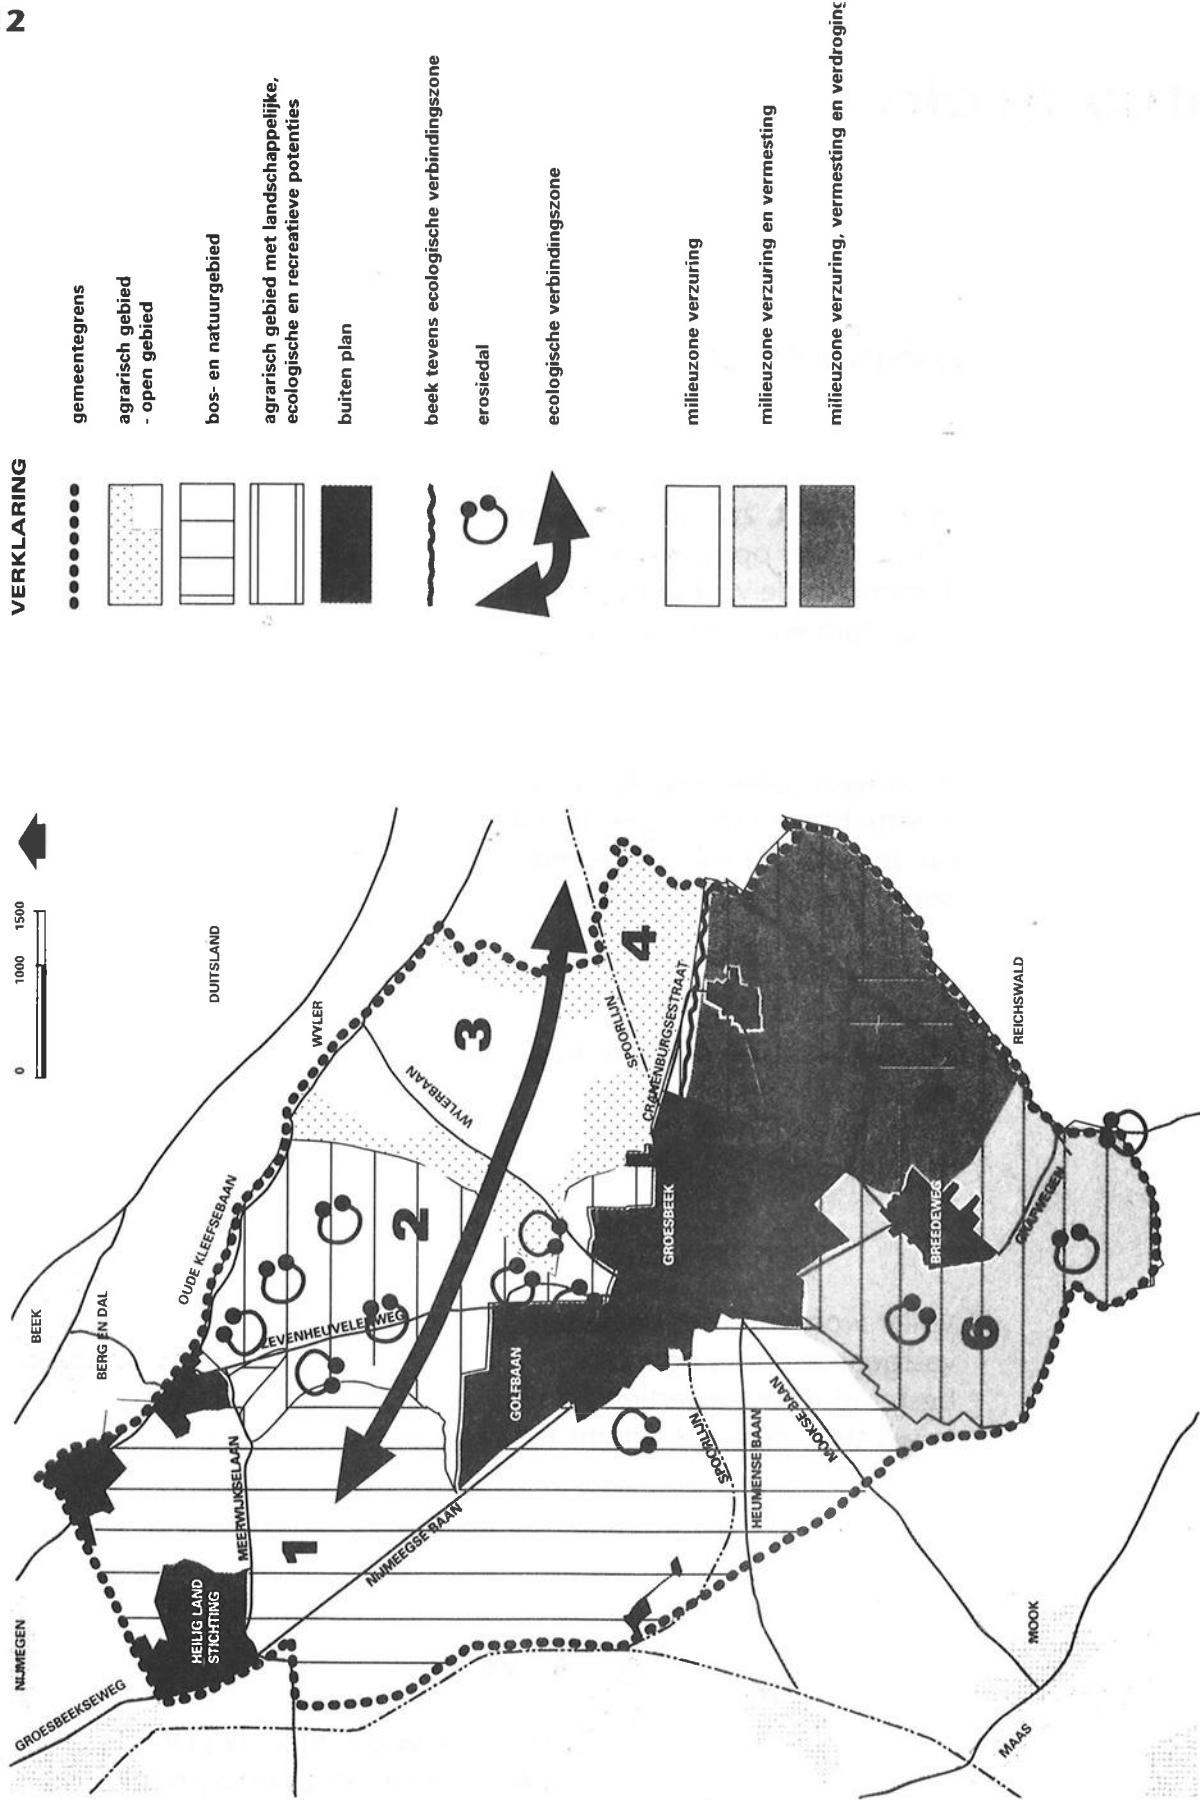 2
VERKLARING
gemeentegrens
agrarisch gebied
- open gebied
bos- en natuurgebied
agrarisch gebied met landschappelijke,
ecologische en recreatieve potenties
buiten plan
beek tevens ecologische verbindingszone
erosiedal
ecologische verbindingszone
milieuzone verzuring
milieuzone verzuring en vermesting
milieuzone verzuring, vermesting en verdroging
0 1000 1500
DUITSLAND
WYLER
BEEK
BERG EN DAL
OUDE KLEEFSEBAAN
NIJMEGEN
GROESBEEKSEWEG
HEILIG LAND
STICHTING
MEERWIJKSELAAN
ZEVENHEUVELENWEG
WYLERBAAN
NIJMEEGSE BAAN
GOLFBAAN
SPOORLIJN
CRANENBURGSESTRAAT
GROESBEEK
SPOORLIJN
HEUMENSE BAAN
MOOKSE BAAN
BREEDEWEG
GRAFWEGEN
REICHSWALD
MOOK
MAAS
1
2
3
4
6